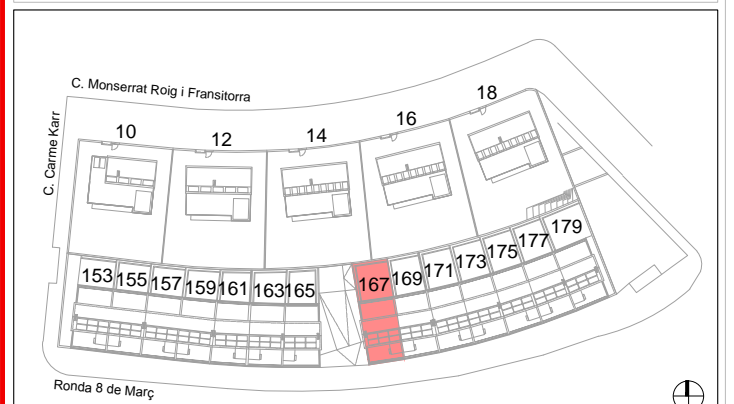 C. Monserrat Roig i Fransitorra
C. Carme Karr
10 12 14 16 18
153 155 157 159 161 163 165 167 169 171 173 175 177 179
Ronda 8 de Març